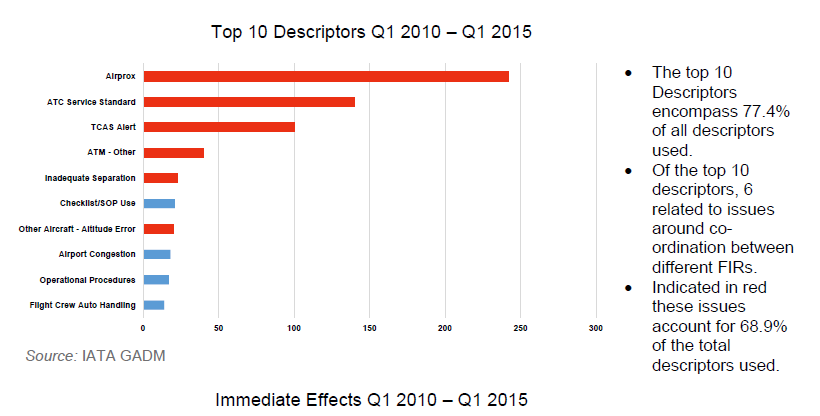 Top 10 Descriptors Q1 2010 – Q1 2015
Airprox
ATC Service Standard
TCAS Alert
ATM - Other
Inadequate Separation
Checklist/SOP Use
Other Aircraft - Altitude Error
Airport Congestion
Operational Procedures
Flight Crew Auto Handling
0 50 100 150 200 250 300
Source: IATA GADM
• The top 10
Descriptors
encompass 77.4%
of all descriptors
used.
• Of the top 10
descriptors, 6
related to issues
around co-
ordination between
different FIRs.
• Indicated in red
these issues
account for 68.9%
of the total
descriptors used.
Immediate Effects Q1 2010 – Q1 2015